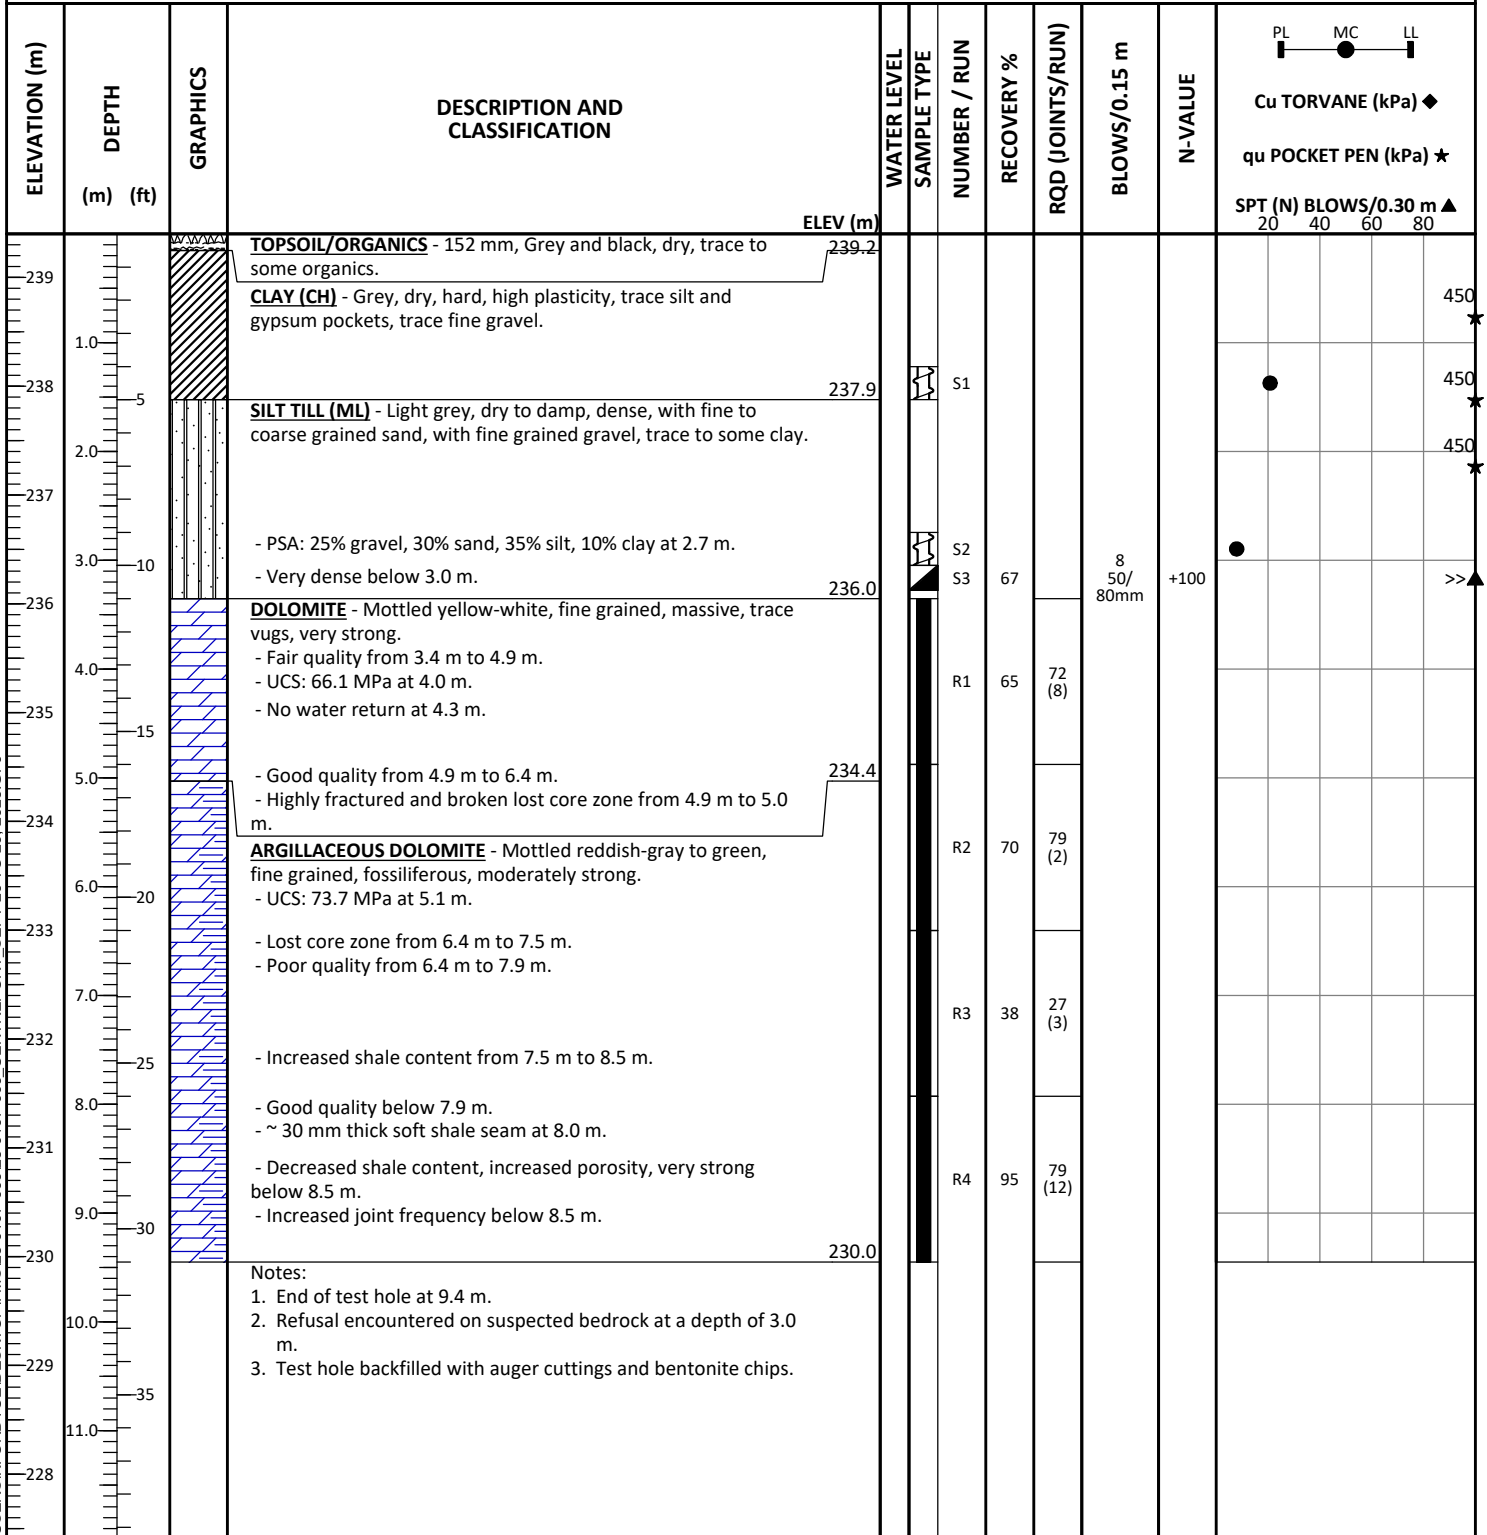 ELEVATION (m)
DEPTH
(m) (ft)
GRAPHICS
DESCRIPTION AND
CLASSIFICATION
ELEV (m)
WATER LEVEL
SAMPLE TYPE
NUMBER / RUN
RECOVERY %
RQD (JOINTS/RUN)
BLOWS/0.15 m
N-VALUE
PL MC LL
Cu TORVANE (kPa) ◆
qu POCKET PEN (kPa) ★
SPT (N) BLOWS/0.30 m ▲
20 40 60 80
TOPSOIL/ORGANICS - 152 mm, Grey and black, dry, trace to
some organics.
239.2
239
CLAY (CH) - Grey, dry, hard, high plasticity, trace silt and
gypsum pockets, trace fine gravel.
450
1.0
238
S1
450
237.9
5
SILT TILL (ML) - Light grey, dry to damp, dense, with fine to
coarse grained sand, with fine grained gravel, trace to some clay.
450
2.0
237
- PSA: 25% gravel, 30% sand, 35% silt, 10% clay at 2.7 m.
S2
3.0
10
- Very dense below 3.0 m.
S3 67
8
50/
80mm
+100
>>
236.0
236
DOLOMITE - Mottled yellow-white, fine grained, massive, trace
vugs, very strong.
- Fair quality from 3.4 m to 4.9 m.
4.0
- UCS: 66.1 MPa at 4.0 m.
R1 65
72
(8)
- No water return at 4.3 m.
235
15
- Good quality from 4.9 m to 6.4 m.
234.4
5.0
- Highly fractured and broken lost core zone from 4.9 m to 5.0
m.
234
ARGILLACEOUS DOLOMITE - Mottled reddish-gray to green,
fine grained, fossiliferous, moderately strong.
R2 70
79
(2)
6.0
20
- UCS: 73.7 MPa at 5.1 m.
233
- Lost core zone from 6.4 m to 7.5 m.
- Poor quality from 6.4 m to 7.9 m.
7.0
R3 38
27
(3)
232
- Increased shale content from 7.5 m to 8.5 m.
25
8.0
- Good quality below 7.9 m.
- ~ 30 mm thick soft shale seam at 8.0 m.
231
- Decreased shale content, increased porosity, very strong
below 8.5 m.
R4 95
79
(12)
9.0
- Increased joint frequency below 8.5 m.
30
230
230.0
Notes:
1. End of test hole at 9.4 m.
10.0
2. Refusal encountered on suspected bedrock at a depth of 3.0
m.
229
3. Test hole backfilled with auger cuttings and bentonite chips.
35
11.0
228